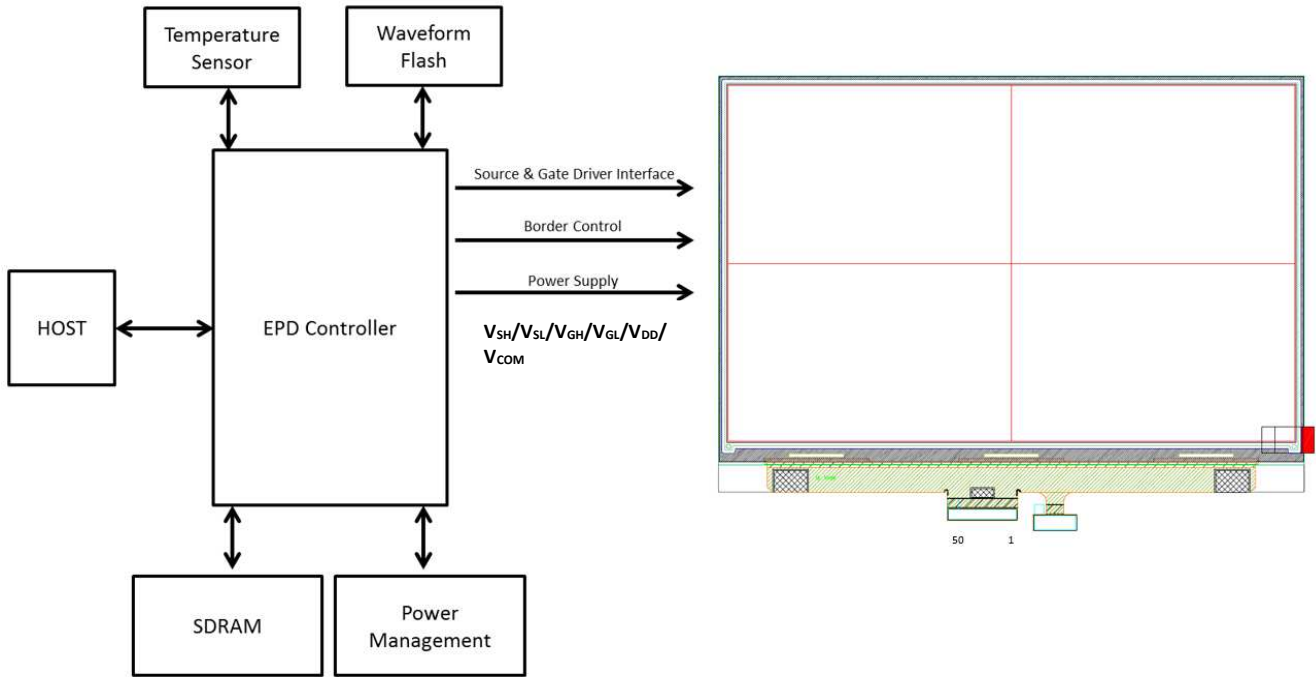 Temperature
Sensor
Waveform
Flash
Source & Gate Driver Interface
Border Control
Power Supply
HOST
EPD Controller
VSH/VSL/VGH/VGL/VDD/
VCOM
50 1
SDRAM
Power
Management